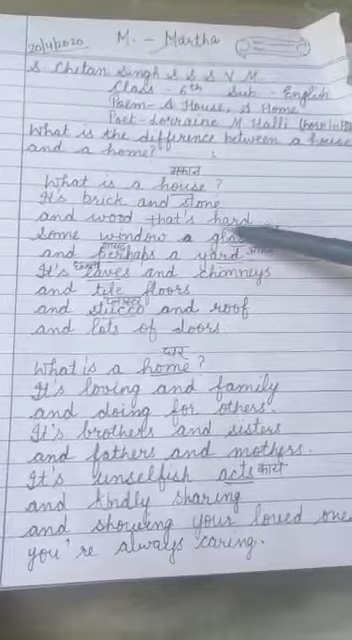 20/4/2020 M. - Martha
S Chetan Singh S S S V M
Class - 6th Sub - English
Poem - A House, A Home
Poet - Lorraine M Halli
What is the difference between a house
and a home?
मकान
What is a house?
It's brick and stone
and wood that's hard
Some window a
शायद
and perhaps a yard
It's eaves and chimneys
and tile floors
प्लास्टर
and stucco and roof
and lots of doors
घर
What is a home?
It's loving and family
and doing for others.
It's brothers and sisters
and fathers and mothers.
It's unselfish acts कार्य
and kindly sharing
and showing your loved one
you're always caring.